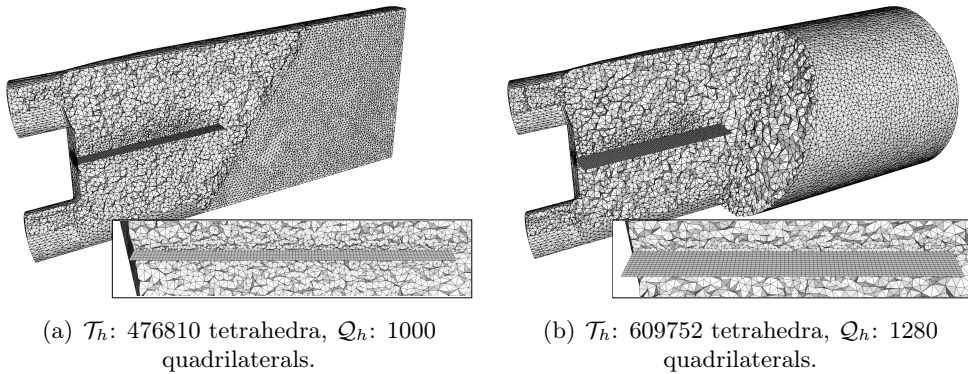 (a) 𝒯ₕ: 476810 tetrahedra, 𝒬ₕ: 1000
quadrilaterals.
(b) 𝒯ₕ: 609752 tetrahedra, 𝒬ₕ: 1280
quadrilaterals.